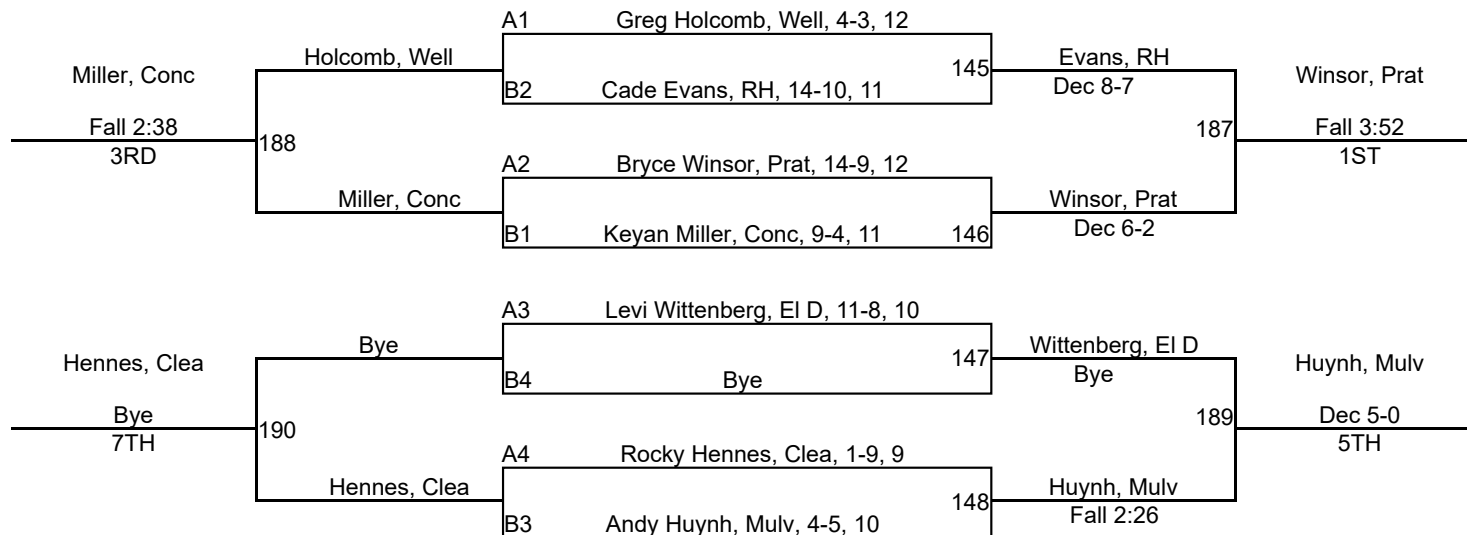 A1 Greg Holcomb, Well, 4-3, 12
Holcomb, Well 145 Evans, RH
Miller, Conc Winsor, Prat
B2 Cade Evans, RH, 14-10, 11 Dec 8-7
Fall 2:38 187 Fall 3:52
3RD 188 1ST
A2 Bryce Winsor, Prat, 14-9, 12
Miller, Conc Winsor, Prat
B1 Keyan Miller, Conc, 9-4, 11 146 Dec 6-2
A3 Levi Wittenberg, El D, 11-8, 10
Bye 147 Wittenberg, El D
Hennes, Clea Huynh, Mulv
B4 Bye Bye
Bye 189 Dec 5-0
7TH 190 5TH
A4 Rocky Hennes, Clea, 1-9, 9
Hennes, Clea 148 Huynh, Mulv
B3 Andy Huynh, Mulv, 4-5, 10 Fall 2:26